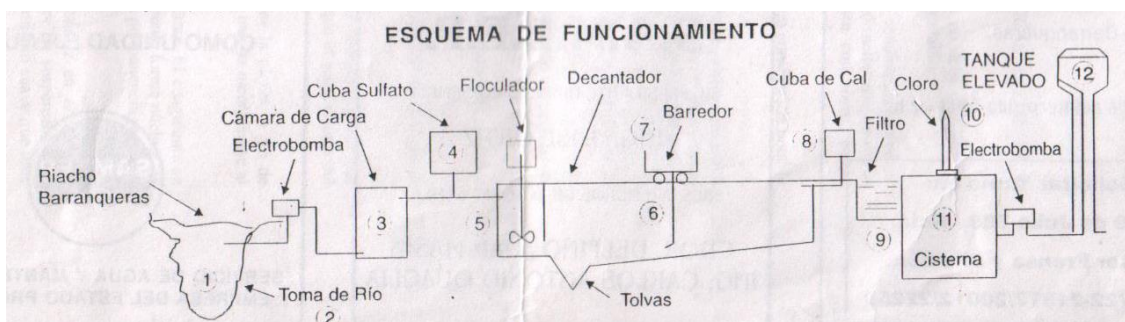 ESQUEMA DE FUNCIONAMIENTO
Riacho
Barranqueras
1
Toma de Río
2
Electrobomba
Cámara de Carga
3
Cuba Sulfato
4
5
Floculador
Decantador
6
7
Barredor
Tolvas
Cuba de Cal
8
Filtro
9
Cloro
10
11
Cisterna
Electrobomba
TANQUE
ELEVADO
12